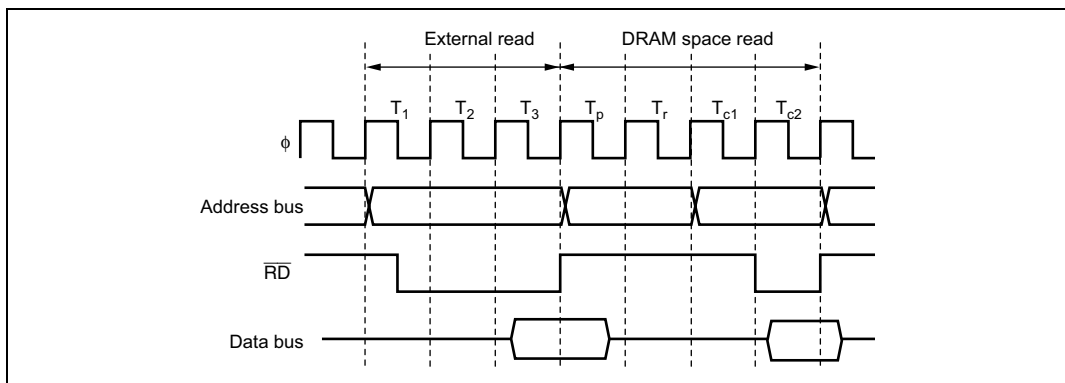 External read DRAM space read
T1 T2 T3 Tp Tr Tc1 Tc2
ϕ
Address bus
RD
Data bus